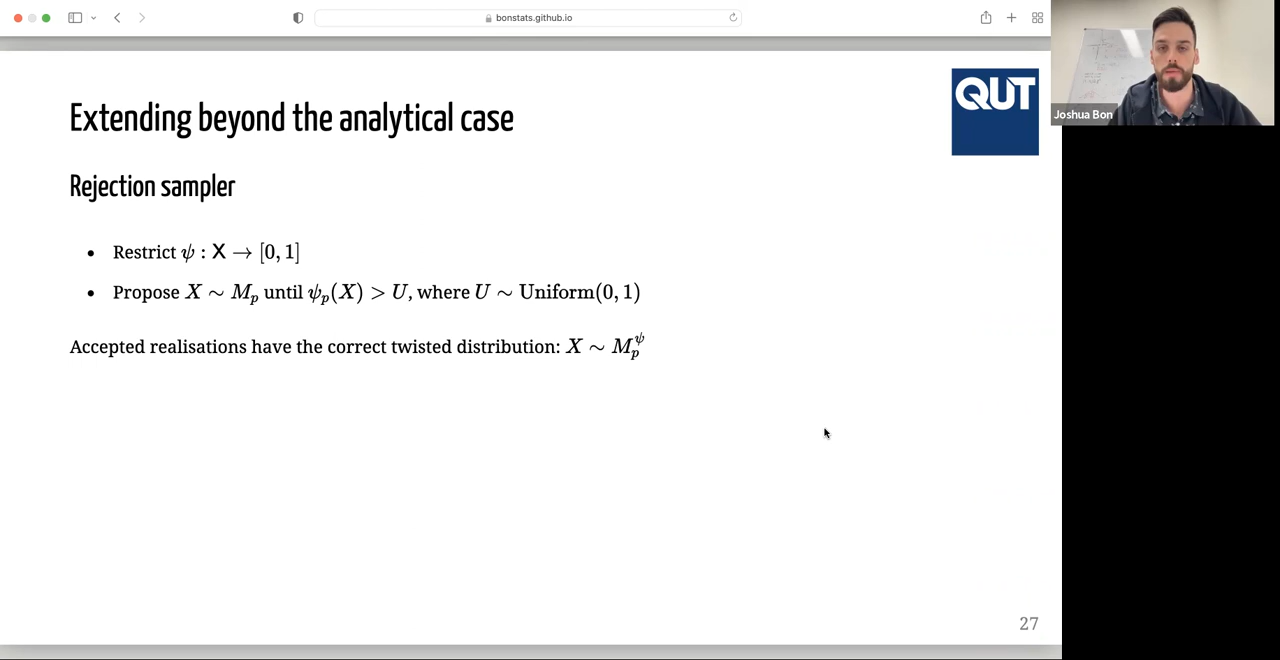 bonstats.github.io
QUT
Joshua Bon
Extending beyond the analytical case
Rejection sampler
• Restrict ψ : X → [0, 1]
• Propose X ∼ M_p until ψ_p(X) > U, where U ∼ Uniform(0, 1)
Accepted realisations have the correct twisted distribution: X ∼ M_p^ψ
27